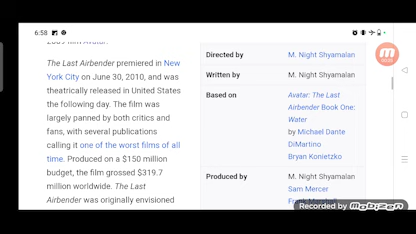 6:58
2009 film Avatar.
The Last Airbender premiered in New
York City on June 30, 2010, and was
theatrically released in United States
the following day. The film was
largely panned by both critics and
fans, with several publications
calling it one of the worst films of all
time. Produced on a $150 million
budget, the film grossed $319.7
million worldwide. The Last
Airbender was originally envisioned
Directed by M. Night Shyamalan
Written by M. Night Shyamalan
Based on Avatar: The Last
Airbender Book One:
Water
by Michael Dante
DiMartino
Bryan Konietzko
Produced by M. Night Shyamalan
Sam Mercer
Frank Marshall
Recorded by Mobizen